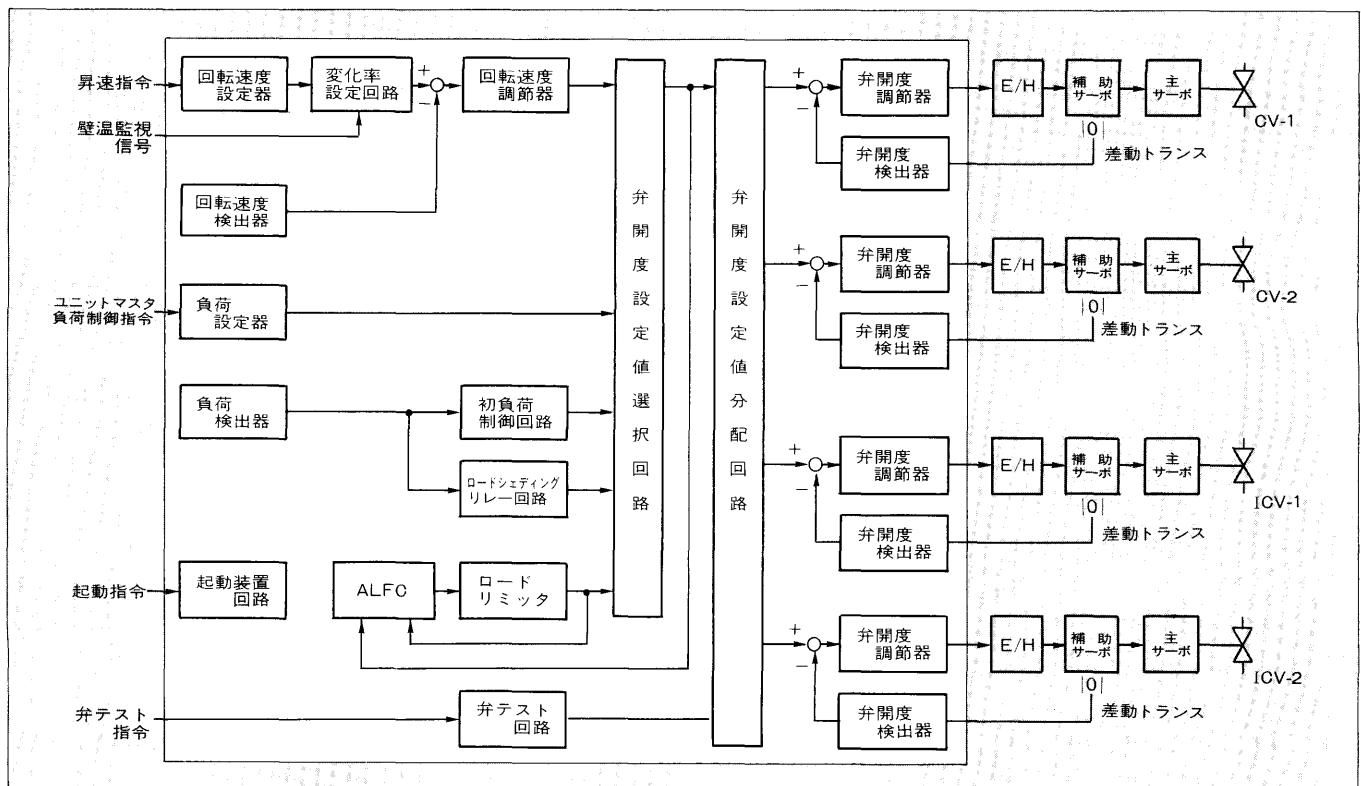 昇速指令
回転速度
設定器
変化率
設定回路
+
−
回転速度
調節器
壁温監視
信号
回転速度
検出器
ユニットマスタ
負荷制御指令
負荷
設定器
負荷
検出器
初負荷
制御回路
ロードシェディング
リレー回路
起動指令
起動装置
回路
ALFC
ロード
リミッタ
弁テスト
指令
弁テスト
回路
弁開度設定値選択回路
弁開度設定値分配回路
+
−
弁開度
調節器
E/H
補助
サーボ
主
サーボ
CV-1
弁開度
検出器
差動トランス
+
−
弁開度
調節器
E/H
補助
サーボ
主
サーボ
CV-2
弁開度
検出器
差動トランス
+
−
弁開度
調節器
E/H
補助
サーボ
主
サーボ
ICV-1
弁開度
検出器
差動トランス
+
−
弁開度
調節器
E/H
補助
サーボ
主
サーボ
ICV-2
弁開度
検出器
差動トランス